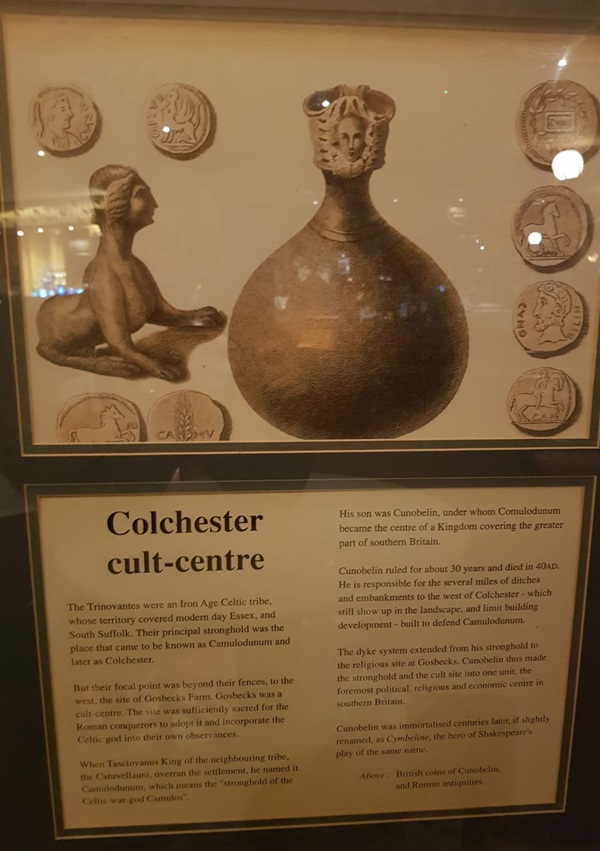 CVNO
CA
MV
CVNO
BELIN
CAM
Colchester
cult-centre
The Trinovantes were an Iron Age Celtic tribe,
whose territory covered modern day Essex, and
South Suffolk. Their principal stronghold was the
place that came to be known as Camulodunum and
later as Colchester.
But their focal point was beyond their fences, to the
west, the site of Gosbecks Farm. Gosbecks was a
cult-centre. The site was sufficiently sacred for the
Roman conquerors to adopt it and incorporate the
Celtic god into their own observances.
When Tasciovanus King of the neighbouring tribe,
the Catuvellauni, overran the settlement, he named it
Camulodunum, which means the "stronghold of the
Celtic war-god Camulos".
His son was Cunobelin, under whom Comulodunum
became the centre of a Kingdom covering the greater
part of southern Britain.
Cunobelin ruled for about 30 years and died in 40AD.
He is responsible for the several miles of ditches
and embankments to the west of Colchester - which
still show up in the landscape, and limit building
development - built to defend Camulodunum.
The dyke system extended from his stronghold to
the religious site at Gosbecks. Cunobelin thus made
the stronghold and the cult site into one unit, the
foremost political, religious and economic centre in
southern Britain.
Cunobelin was immortalised centuries later, if slightly
renamed, as Cymbeline, the hero of Shakespeare's
play of the same name.
Above : British coins of Cunobelin,
and Roman antiquities.